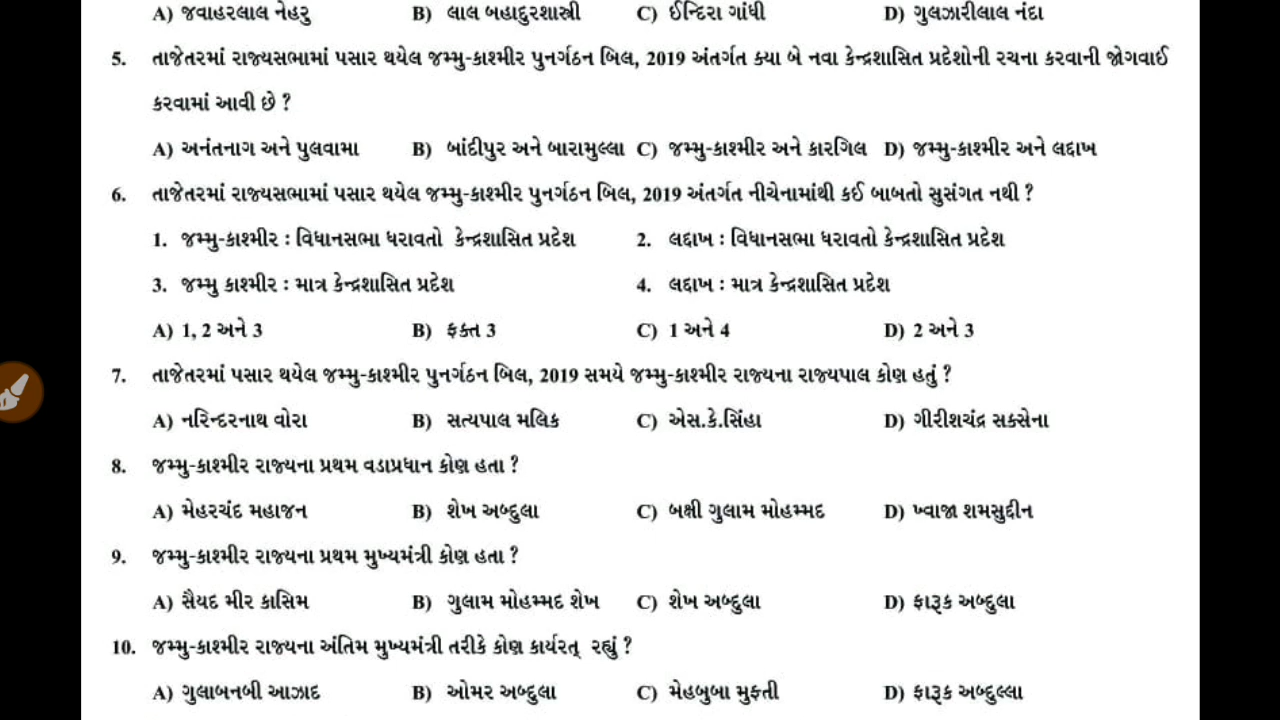 A) જવાહરલાલ નેહરુ B) લાલ બહાદુરશાસ્ત્રી C) ઈન્દિરા ગાંધી D) ગુલઝારીલાલ નંદા
5. તાજેતરમાં રાજ્યસભામાં પસાર થયેલ જમ્મુ-કાશ્મીર પુનર્ગઠન બિલ, 2019 અંતર્ગત ક્યા બે નવા કેન્દ્રશાસિત પ્રદેશોની રચના કરવાની જોગવાઈ
કરવામાં આવી છે ?
A) અનંતનાગ અને પુલવામા B) બાંદીપુર અને બારામુલ્લા C) જમ્મુ-કાશ્મીર અને કારગિલ D) જમ્મુ-કાશ્મીર અને લદ્દાખ
6. તાજેતરમાં રાજ્યસભામાં પસાર થયેલ જમ્મુ-કાશ્મીર પુનર્ગઠન બિલ, 2019 અંતર્ગત નીચેનામાંથી કઈ બાબતો સુસંગત નથી ?
1. જમ્મુ-કાશ્મીર : વિધાનસભા ધરાવતો કેન્દ્રશાસિત પ્રદેશ 2. લદ્દાખ : વિધાનસભા ધરાવતો કેન્દ્રશાસિત પ્રદેશ
3. જમ્મુ કાશ્મીર : માત્ર કેન્દ્રશાસિત પ્રદેશ 4. લદ્દાખ : માત્ર કેન્દ્રશાસિત પ્રદેશ
A) 1, 2 અને 3 B) ફક્ત 3 C) 1 અને 4 D) 2 અને 3
7. તાજેતરમાં પસાર થયેલ જમ્મુ-કાશ્મીર પુનર્ગઠન બિલ, 2019 સમયે જમ્મુ-કાશ્મીર રાજ્યના રાજ્યપાલ કોણ હતું ?
A) નરિન્દરનાથ વોરા B) સત્યપાલ મલિક C) એસ.કે.સિંહા D) ગીરીશચંદ્ર સક્સેના
8. જમ્મુ-કાશ્મીર રાજ્યના પ્રથમ વડાપ્રધાન કોણ હતા ?
A) મેહરચંદ મહાજન B) શેખ અબ્દુલા C) બક્ષી ગુલામ મોહમ્મદ D) ખ્વાજા શમસુદ્દીન
9. જમ્મુ-કાશ્મીર રાજ્યના પ્રથમ મુખ્યમંત્રી કોણ હતા ?
A) સૈયદ મીર કાસિમ B) ગુલામ મોહમ્મદ શેખ C) શેખ અબ્દુલા D) ફારૂક અબ્દુલા
10. જમ્મુ-કાશ્મીર રાજ્યના અંતિમ મુખ્યમંત્રી તરીકે કોણ કાર્યરત્ રહ્યું ?
A) ગુલાબનબી આઝાદ B) ઓમર અબ્દુલા C) મેહબુબા મુફ્તી D) ફારૂક અબ્દુલ્લા